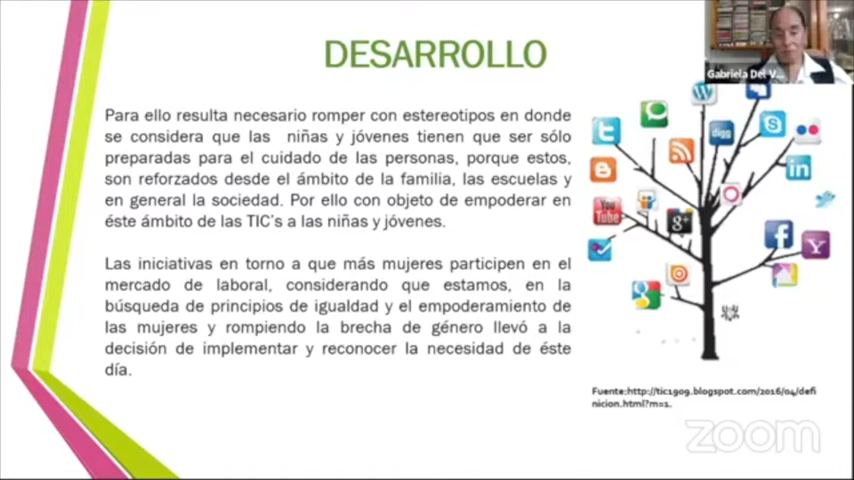 DESARROLLO
Gabriela Del V...
Para ello resulta necesario romper con estereotipos en donde
se considera que las niñas y jóvenes tienen que ser sólo
preparadas para el cuidado de las personas, porque estos,
son reforzados desde el ámbito de la familia, las escuelas y
en general la sociedad. Por ello con objeto de empoderar en
éste ámbito de las TIC's a las niñas y jóvenes.
Las iniciativas en torno a que más mujeres participen en el
mercado de laboral, considerando que estamos, en la
búsqueda de principios de igualdad y el empoderamiento de
las mujeres y rompiendo la brecha de género llevó a la
decisión de implementar y reconocer la necesidad de éste
día.
digg
in
You
Tube
g+
Fuente:http://tic1909.blogspot.com/2016/04/defi
nicion.html?m=1.
zoom